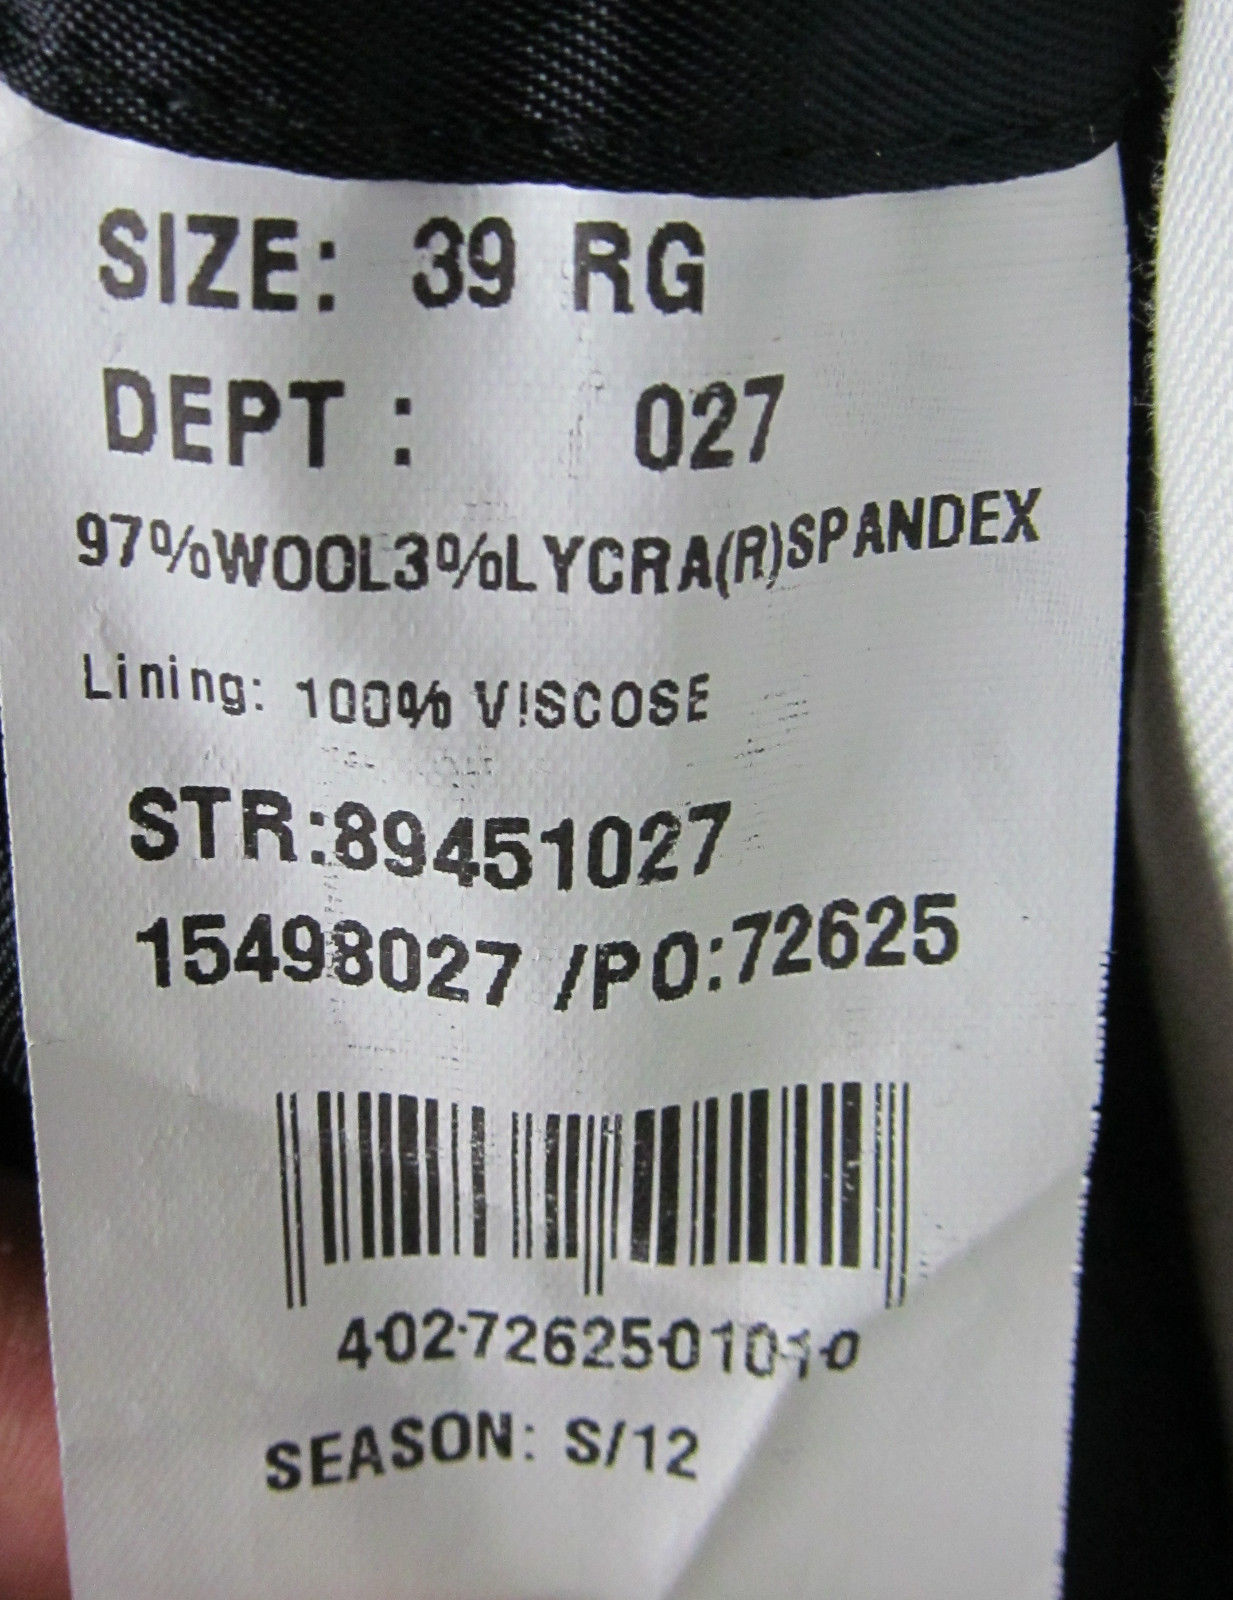 SIZE: 39 RG
DEPT : 027
97%WOOL3%LYCRA(R)SPANDEX
Lining: 100% VISCOSE
STR:89451027
15498027 /PO:72625
4·02·72625·0101·0
SEASON: S/12